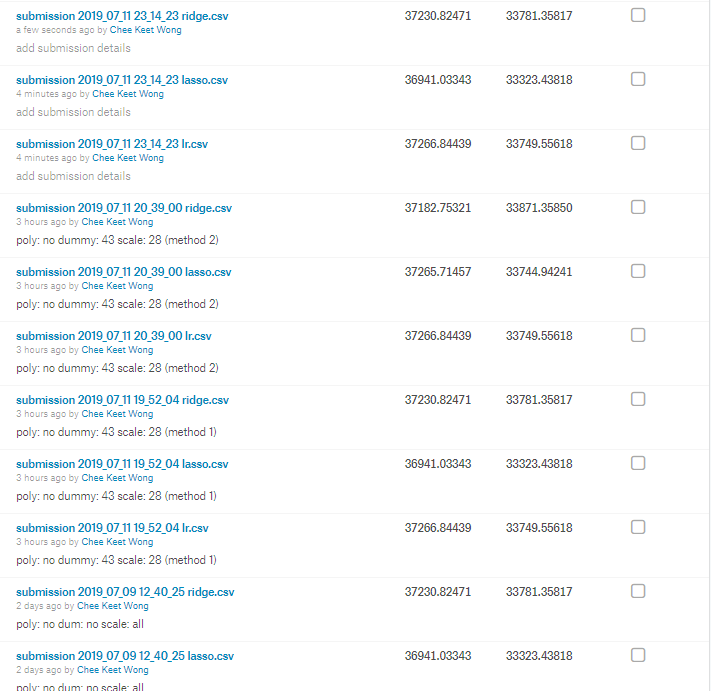 submission 2019_07_11 23_14_23 ridge.csv 37230.82471 33781.35817
a few seconds ago by Chee Keet Wong
add submission details
submission 2019_07_11 23_14_23 lasso.csv 36941.03343 33323.43818
4 minutes ago by Chee Keet Wong
add submission details
submission 2019_07_11 23_14_23 lr.csv 37266.84439 33749.55618
4 minutes ago by Chee Keet Wong
add submission details
submission 2019_07_11 20_39_00 ridge.csv 37182.75321 33871.35850
3 hours ago by Chee Keet Wong
poly: no dummy: 43 scale: 28 (method 2)
submission 2019_07_11 20_39_00 lasso.csv 37265.71457 33744.94241
3 hours ago by Chee Keet Wong
poly: no dummy: 43 scale: 28 (method 2)
submission 2019_07_11 20_39_00 lr.csv 37266.84439 33749.55618
3 hours ago by Chee Keet Wong
poly: no dummy: 43 scale: 28 (method 2)
submission 2019_07_11 19_52_04 ridge.csv 37230.82471 33781.35817
3 hours ago by Chee Keet Wong
poly: no dummy: 43 scale: 28 (method 1)
submission 2019_07_11 19_52_04 lasso.csv 36941.03343 33323.43818
3 hours ago by Chee Keet Wong
poly: no dummy: 43 scale: 28 (method 1)
submission 2019_07_11 19_52_04 lr.csv 37266.84439 33749.55618
3 hours ago by Chee Keet Wong
poly: no dummy: 43 scale: 28 (method 1)
submission 2019_07_09 12_40_25 ridge.csv 37230.82471 33781.35817
2 days ago by Chee Keet Wong
poly: no dum: no scale: all
submission 2019_07_09 12_40_25 lasso.csv 36941.03343 33323.43818
2 days ago by Chee Keet Wong
poly: no dum: no scale: all